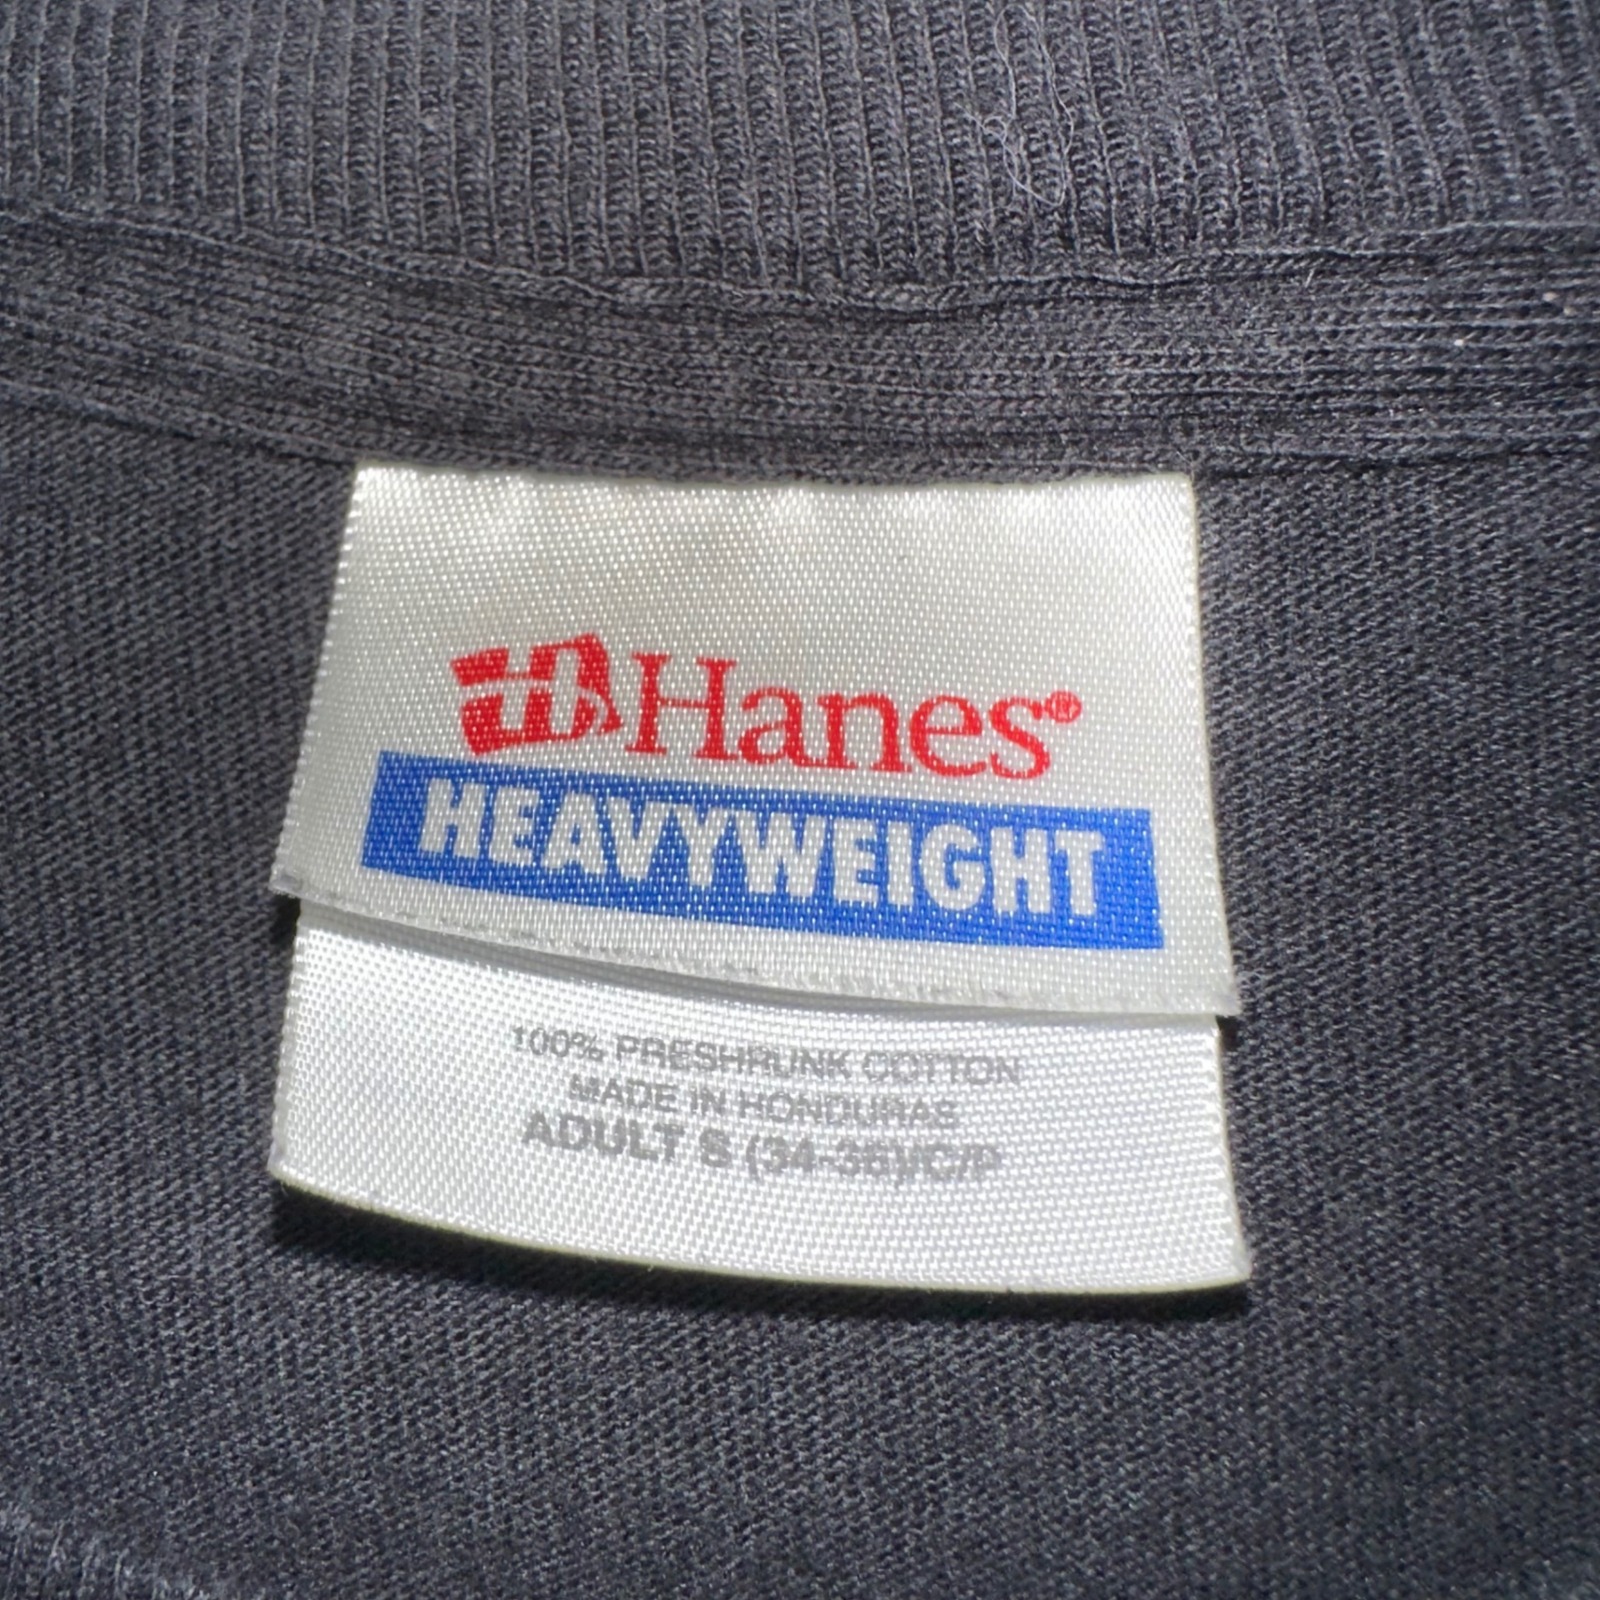 Hanes®
HEAVYWEIGHT
100% PRESHRUNK COTTON
MADE IN HONDURAS
ADULT S (34-36)/C/P